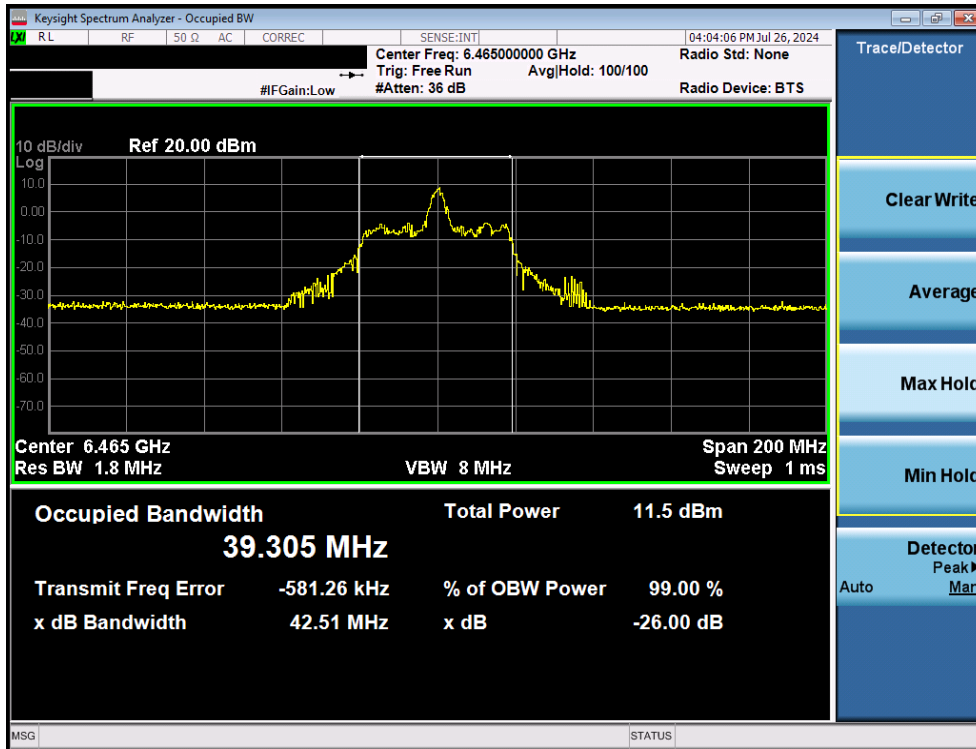 Keysight Spectrum Analyzer - Occupied BW
LXI RL RF 50 Ω AC CORREC SENSE:INT 04:04:06 PM Jul 26, 2024
Center Freq: 6.465000000 GHz Radio Std: None
Trig: Free Run Avg|Hold: 100/100
#IFGain:Low #Atten: 36 dB Radio Device: BTS
Trace/Detector
10 dB/div Ref 20.00 dBm
Log
10.0
0.00
-10.0
-20.0
-30.0
-40.0
-50.0
-60.0
-70.0
Center 6.465 GHz Span 200 MHz
Res BW 1.8 MHz VBW 8 MHz Sweep 1 ms
Occupied Bandwidth Total Power 11.5 dBm
39.305 MHz
Transmit Freq Error -581.26 kHz % of OBW Power 99.00 %
x dB Bandwidth 42.51 MHz x dB -26.00 dB
Clear Write
Average
Max Hold
Min Hold
Detector
Peak
Auto Man
MSG STATUS